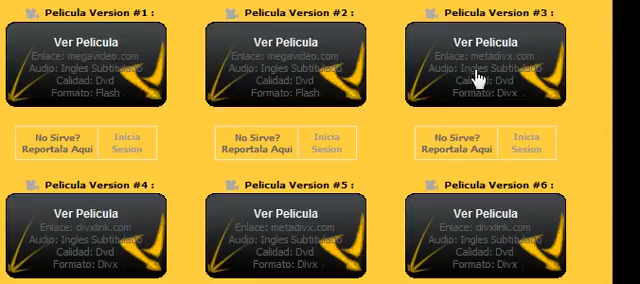 Pelicula Version #1 :
Ver Pelicula
Enlace: megavideo.com
Audio: Ingles Subtitulado
Calidad: Dvd
Formato: Flash
No Sirve?
Reportala Aqui
Inicia
Sesion
Pelicula Version #2 :
Ver Pelicula
Enlace: megavideo.com
Audio: Ingles Subtitulado
Calidad: Dvd
Formato: Flash
No Sirve?
Reportala Aqui
Inicia
Sesion
Pelicula Version #3 :
Ver Pelicula
Enlace: metadivx.com
Audio: Ingles Subtitulado
Calidad: Dvd
Formato: Divx
No Sirve?
Reportala Aqui
Inicia
Sesion
Pelicula Version #4 :
Ver Pelicula
Enlace: divxlink.com
Audio: Ingles Subtitulado
Calidad: Dvd
Formato: Divx
Pelicula Version #5 :
Ver Pelicula
Enlace: metadivx.com
Audio: Ingles Subtitulado
Calidad: Dvd
Formato: Divx
Pelicula Version #6 :
Ver Pelicula
Enlace: divxlink.com
Audio: Ingles Subtitulado
Calidad: Dvd
Formato: Divx